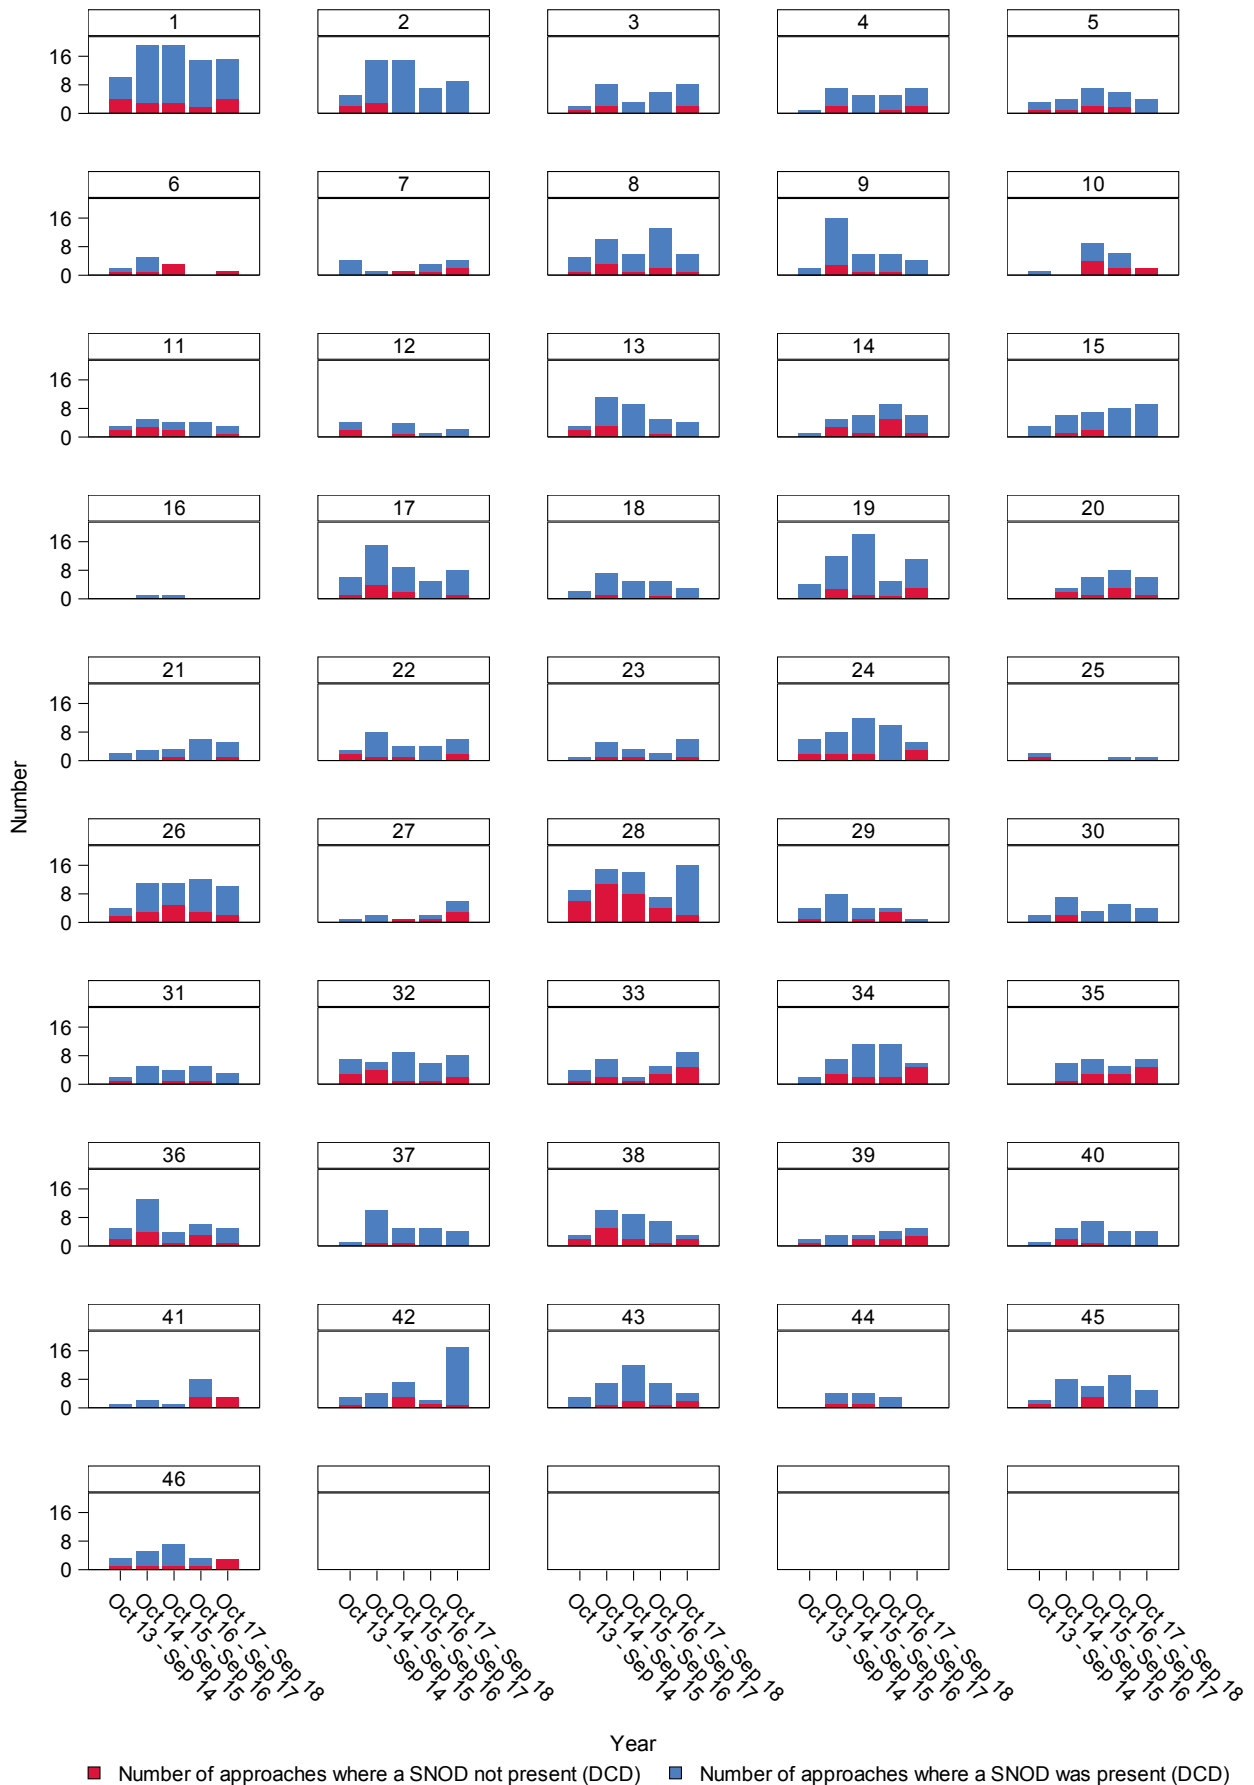 1 2 3 4 5
16
8
0
6 7 8 9 10
16
8
0
11 12 13 14 15
16
8
0
16 17 18 19 20
16
8
0
21 22 23 24 25
16
8
0
Number
26 27 28 29 30
16
8
0
31 32 33 34 35
16
8
0
36 37 38 39 40
16
8
0
41 42 43 44 45
16
8
0
46
16
8
0
Oct 13 - Sep 14
Oct 14 - Sep 15
Oct 15 - Sep 16
Oct 16 - Sep 17
Oct 17 - Sep 18
Oct 13 - Sep 14
Oct 14 - Sep 15
Oct 15 - Sep 16
Oct 16 - Sep 17
Oct 17 - Sep 18
Oct 13 - Sep 14
Oct 14 - Sep 15
Oct 15 - Sep 16
Oct 16 - Sep 17
Oct 17 - Sep 18
Oct 13 - Sep 14
Oct 14 - Sep 15
Oct 15 - Sep 16
Oct 16 - Sep 17
Oct 17 - Sep 18
Oct 13 - Sep 14
Oct 14 - Sep 15
Oct 15 - Sep 16
Oct 16 - Sep 17
Oct 17 - Sep 18
Year
Number of approaches where a SNOD not present (DCD) Number of approaches where a SNOD was present (DCD)